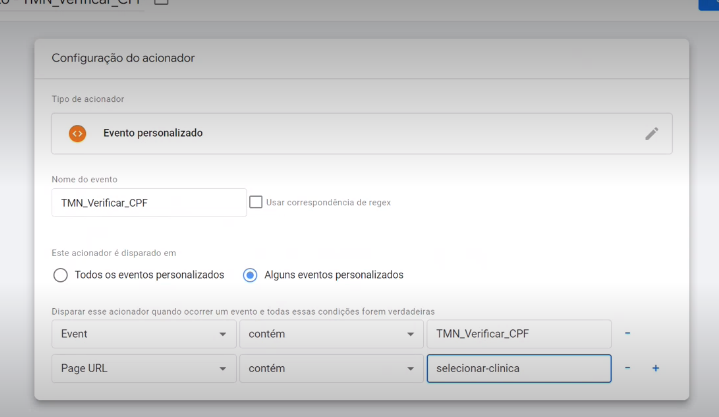 TMN_Verificar_CPF
Configuração do acionador
Tipo de acionador
Evento personalizado
Nome do evento
TMN_Verificar_CPF
Usar correspondência de regex
Este acionador é disparado em
Todos os eventos personalizados
Alguns eventos personalizados
Disparar esse acionador quando ocorrer um evento e todas essas condições forem verdadeiras
Event contém TMN_Verificar_CPF -
Page URL contém selecionar-clinica - +